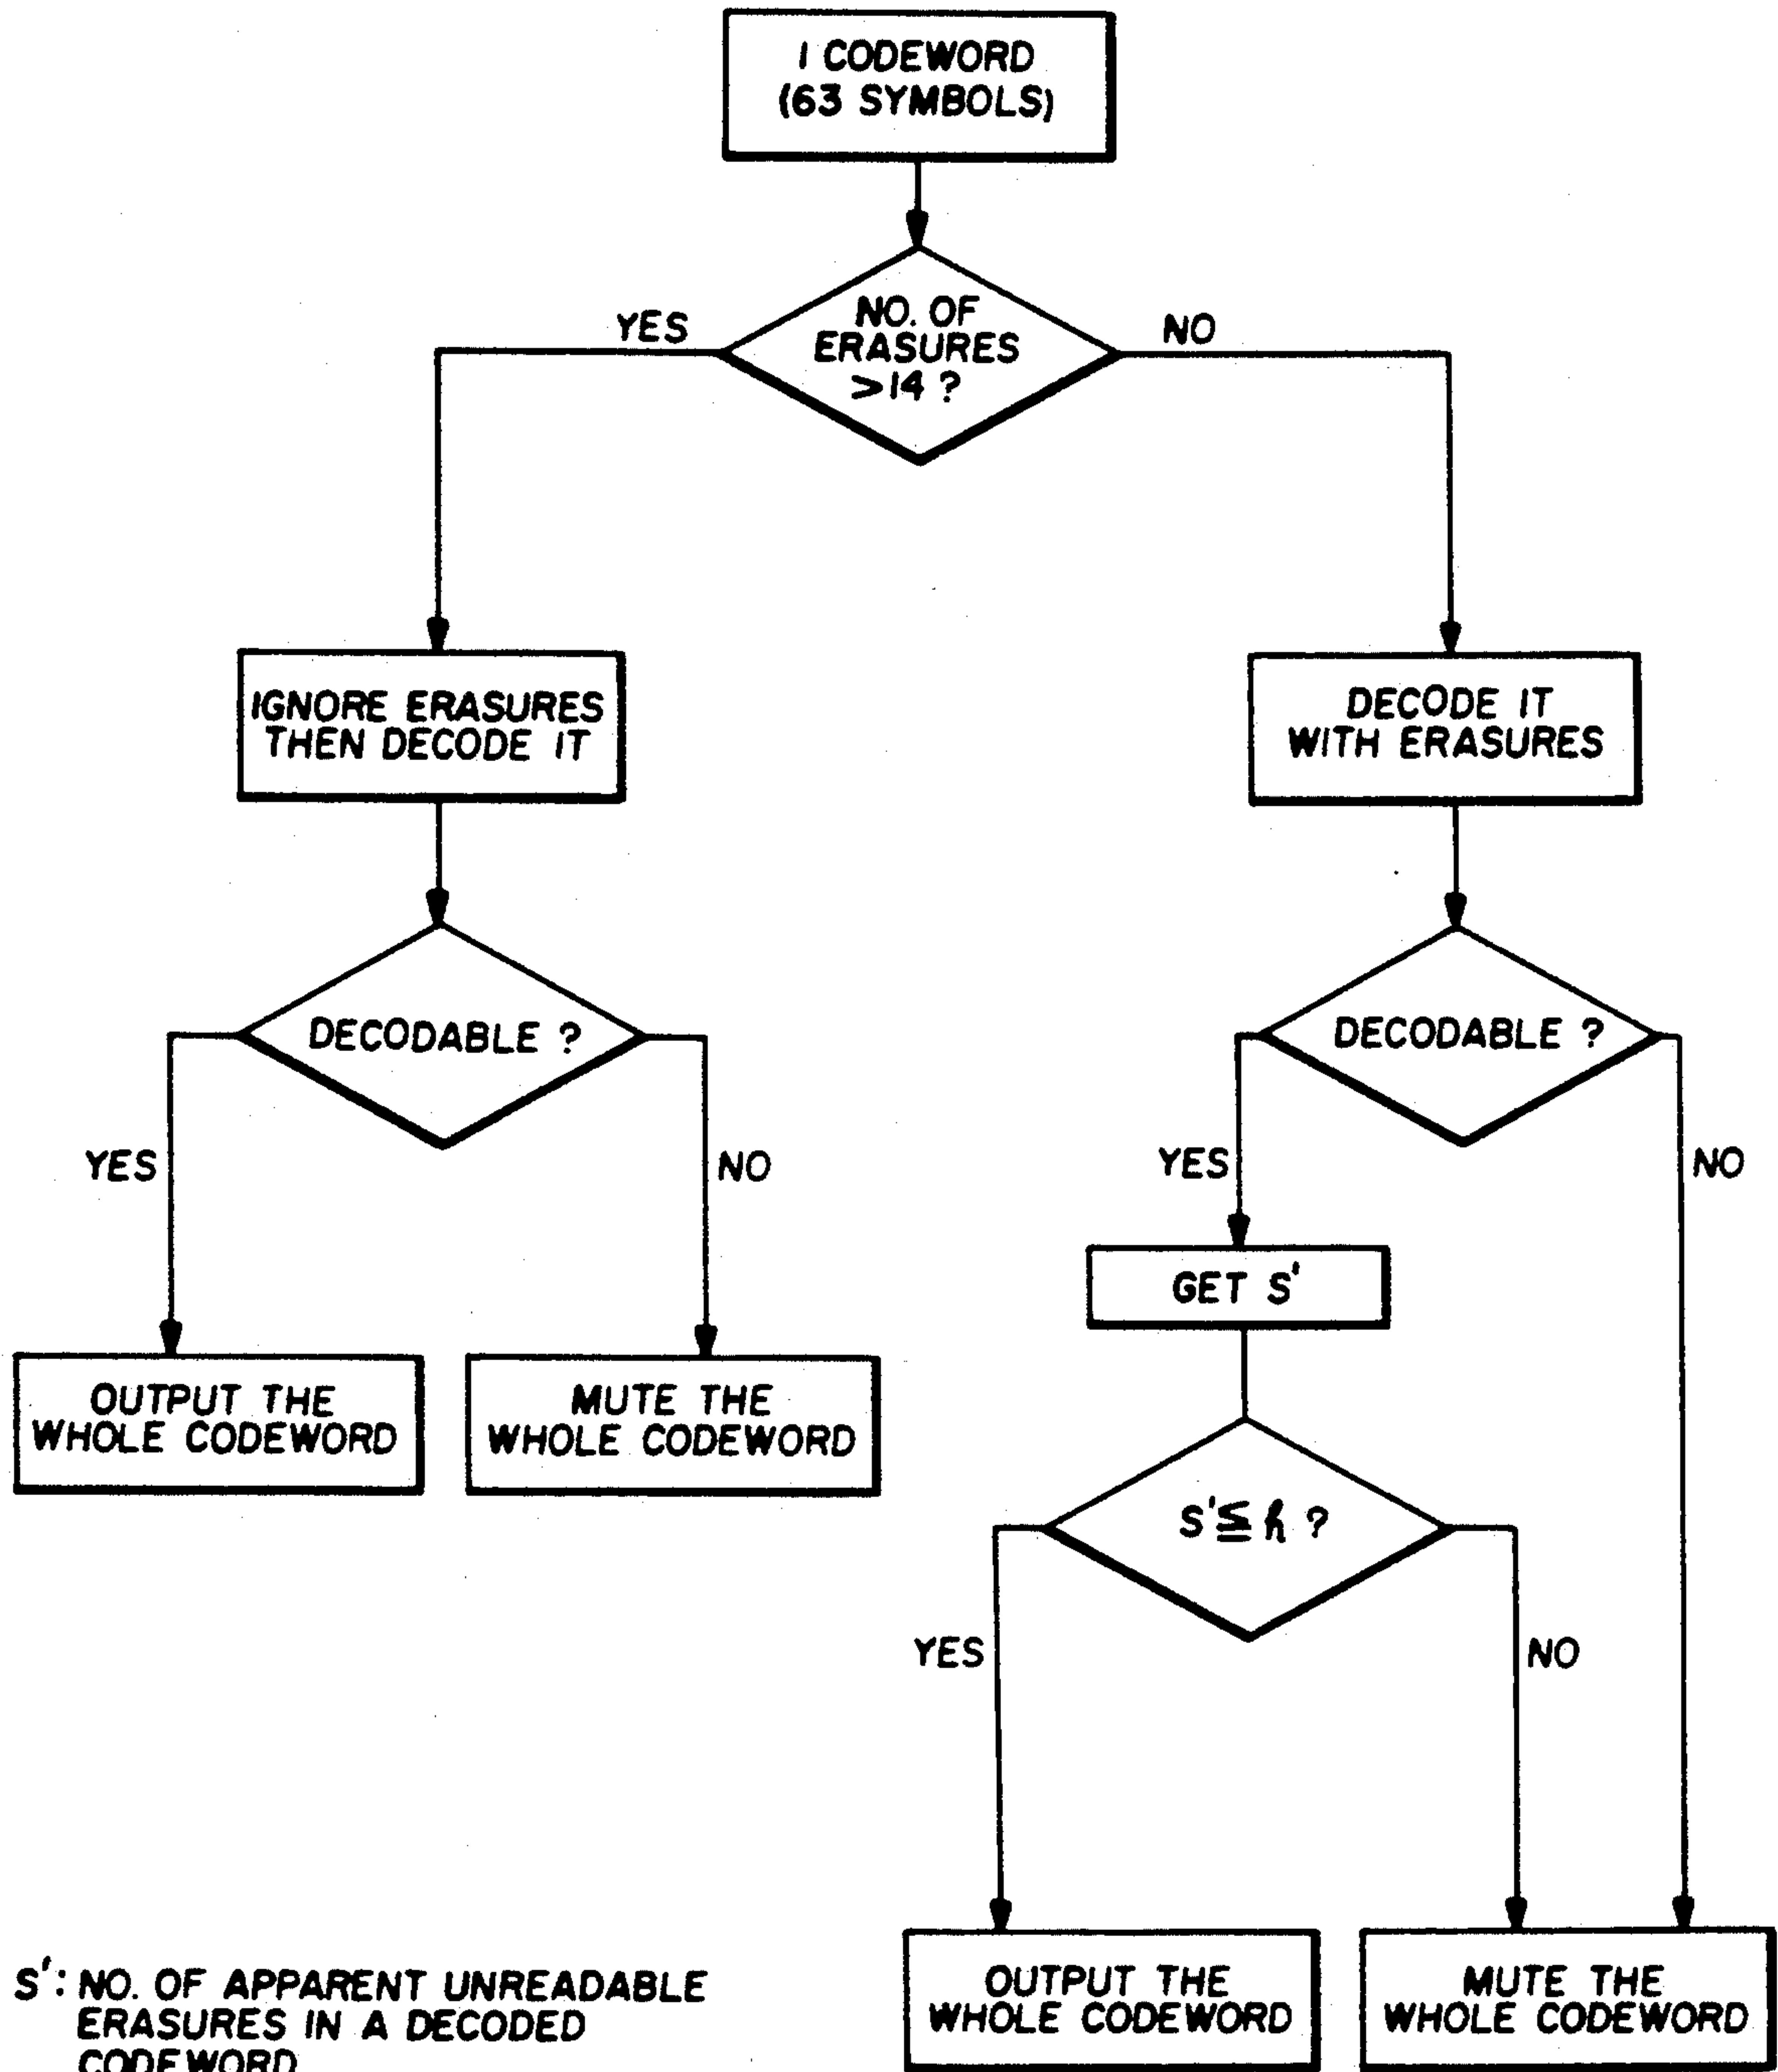 1 CODEWORD
(63 SYMBOLS)
NO. OF
ERASURES
>14 ?
YES
NO
IGNORE ERASURES
THEN DECODE IT
DECODE IT
WITH ERASURES
DECODABLE ?
DECODABLE ?
YES
NO
YES
NO
GET S'
OUTPUT THE
WHOLE CODEWORD
MUTE THE
WHOLE CODEWORD
S'≦ h ?
YES
NO
OUTPUT THE
WHOLE CODEWORD
MUTE THE
WHOLE CODEWORD
S': NO. OF APPARENT UNREADABLE
ERASURES IN A DECODED
CODEWORD